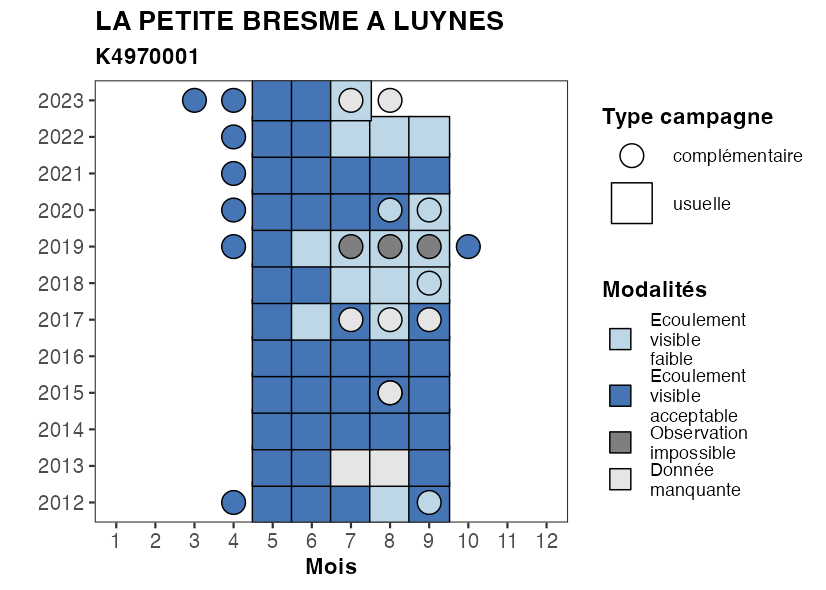 LA PETITE BRESME A LUYNES
K4970001
2023
2022
2021
2020
2019
2018
2017
2016
2015
2014
2013
2012
1 2 3 4 5 6 7 8 9 10 11 12
Mois
Type campagne
complémentaire
usuelle
Modalités
Ecoulement
visible
faible
Ecoulement
visible
acceptable
Observation
impossible
Donnée
manquante